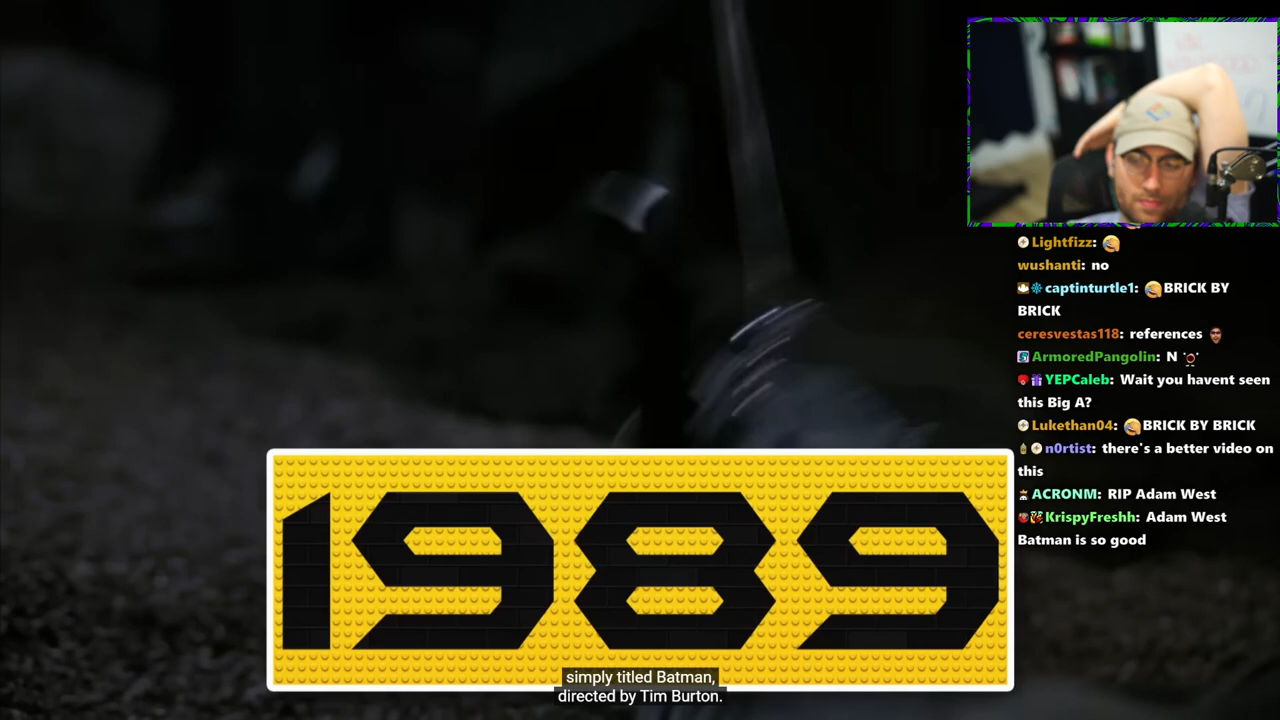 Lightfizz:
wushanti: no
captinturtle1: BRICK BY
BRICK
ceresvestas118: references
ArmoredPangolin: N
YEPCaleb: Wait you havent seen
this Big A?
Lukethan04: BRICK BY BRICK
n0rtist: there's a better video on
this
ACRONM: RIP Adam West
KrispyFreshh: Adam West
Batman is so good
1989
simply titled Batman,
directed by Tim Burton.